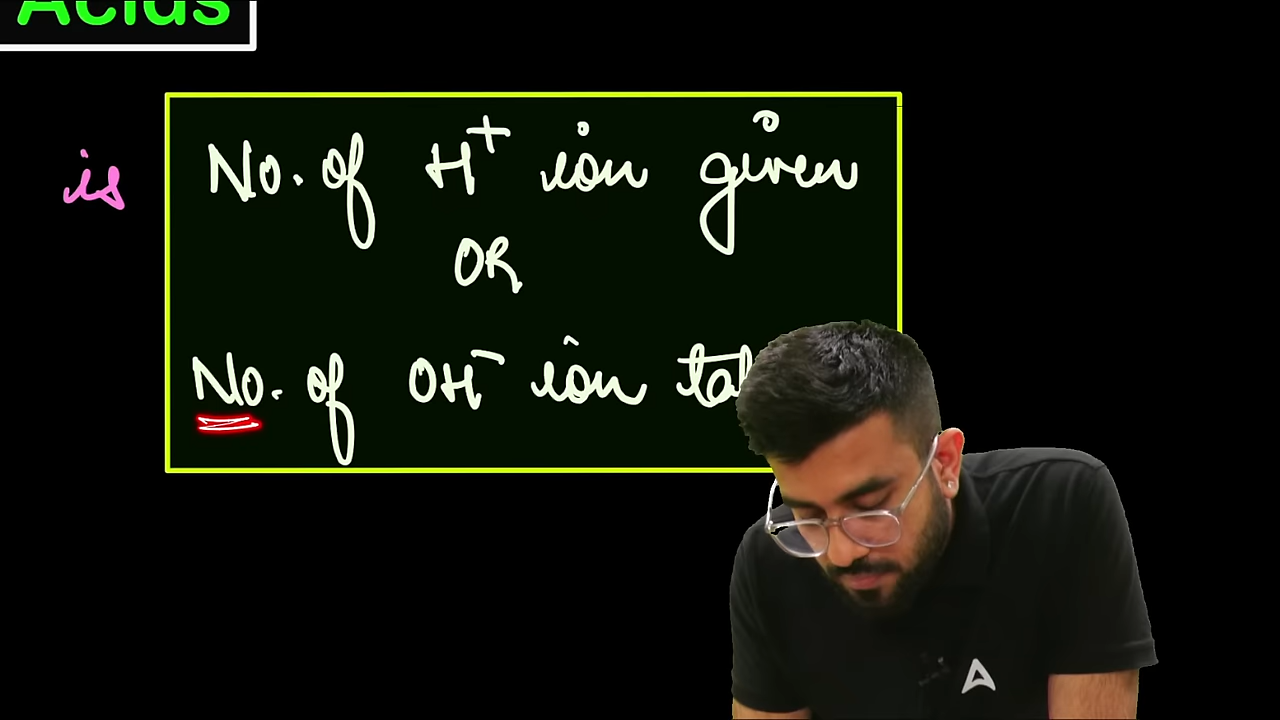 Acids
is
No. of H⁺ ion given
OR
No. of OH⁻ ion